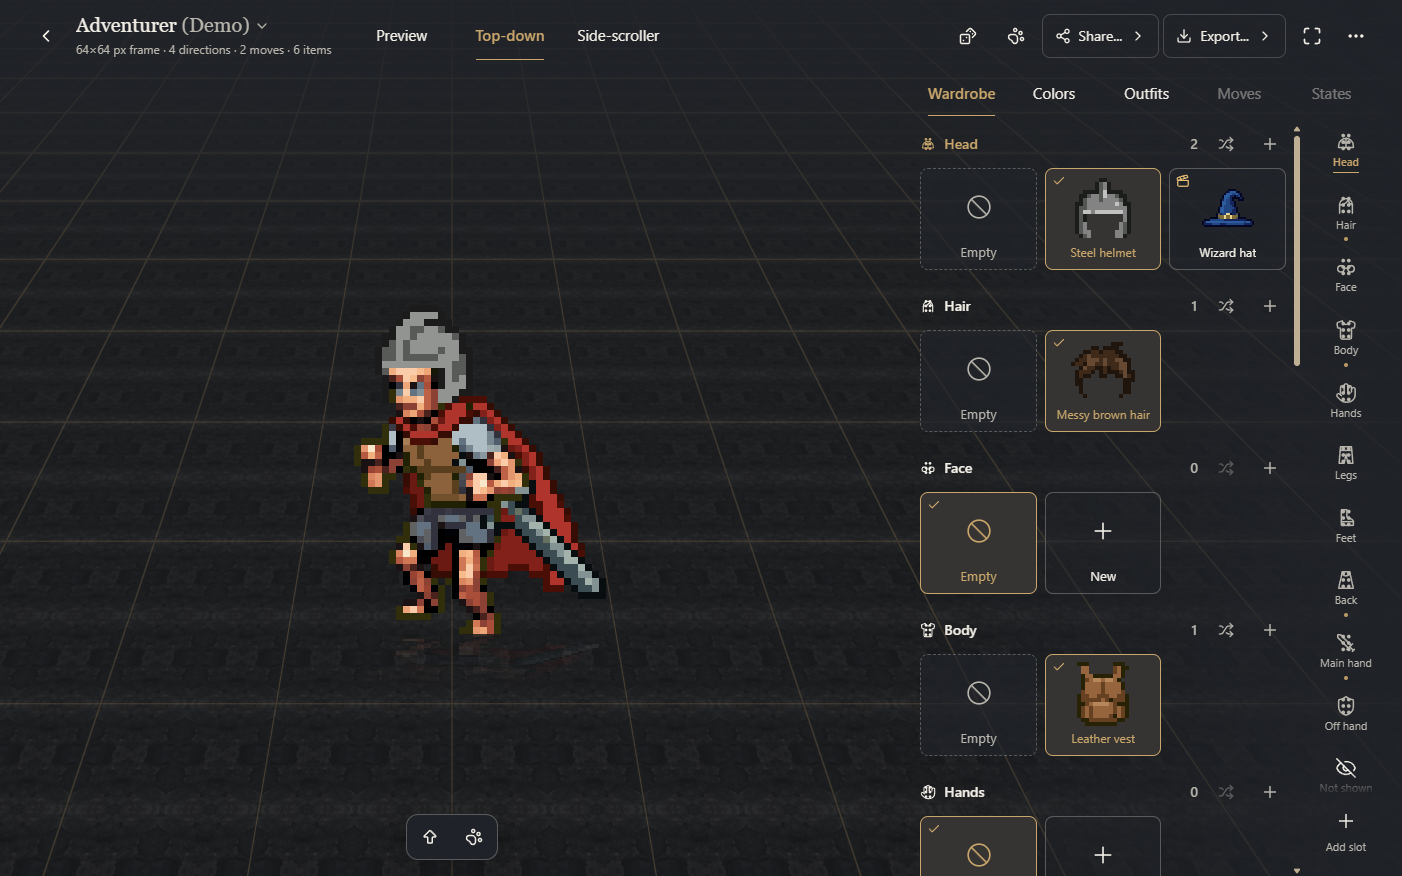 Adventurer (Demo)
64×64 px frame · 4 directions · 2 moves · 6 items
Preview
Top-down
Side-scroller
Share...
Export...
Wardrobe
Colors
Outfits
Moves
States
Head
2
Empty
Steel helmet
Wizard hat
Hair
1
Empty
Messy brown hair
Face
0
Empty
New
Body
1
Empty
Leather vest
Hands
0
Head
Hair
Face
Body
Hands
Legs
Feet
Back
Main hand
Off hand
Not shown
Add slot